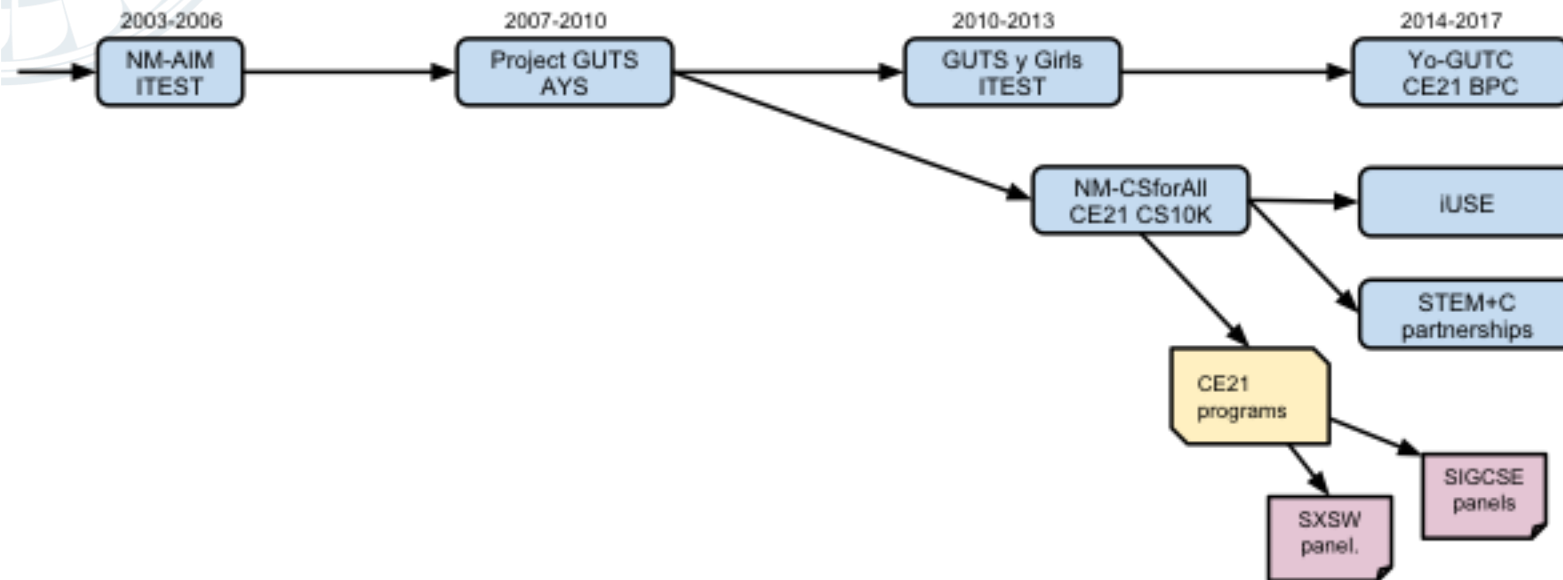 2003-2006
2007-2010
2010-2013
2014-2017
NM-AIM
ITEST
Project GUTS
AYS
GUTS y Girls
ITEST
Yo-GUTC
CE21 BPC
NM-CSforAll
CE21 CS10K
iUSE
STEM+C
partnerships
CE21
programs
SIGCSE
panels
SXSW
panel.